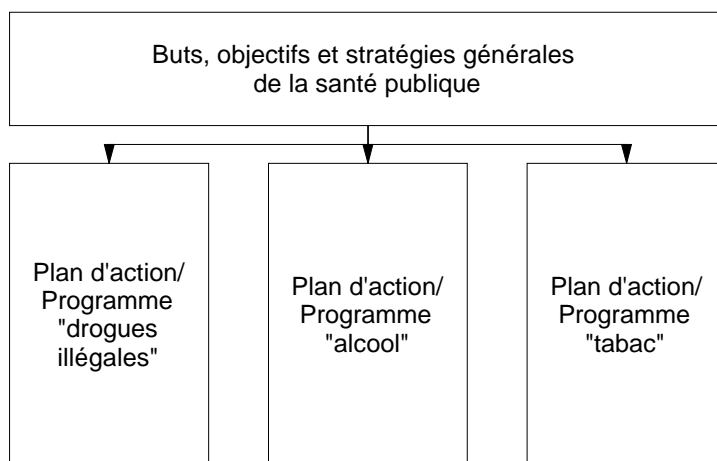 Buts, objectifs et stratégies générales
de la santé publique
Plan d'action/
Programme
"drogues
illégales"
Plan d'action/
Programme
"alcool"
Plan d'action/
Programme
"tabac"